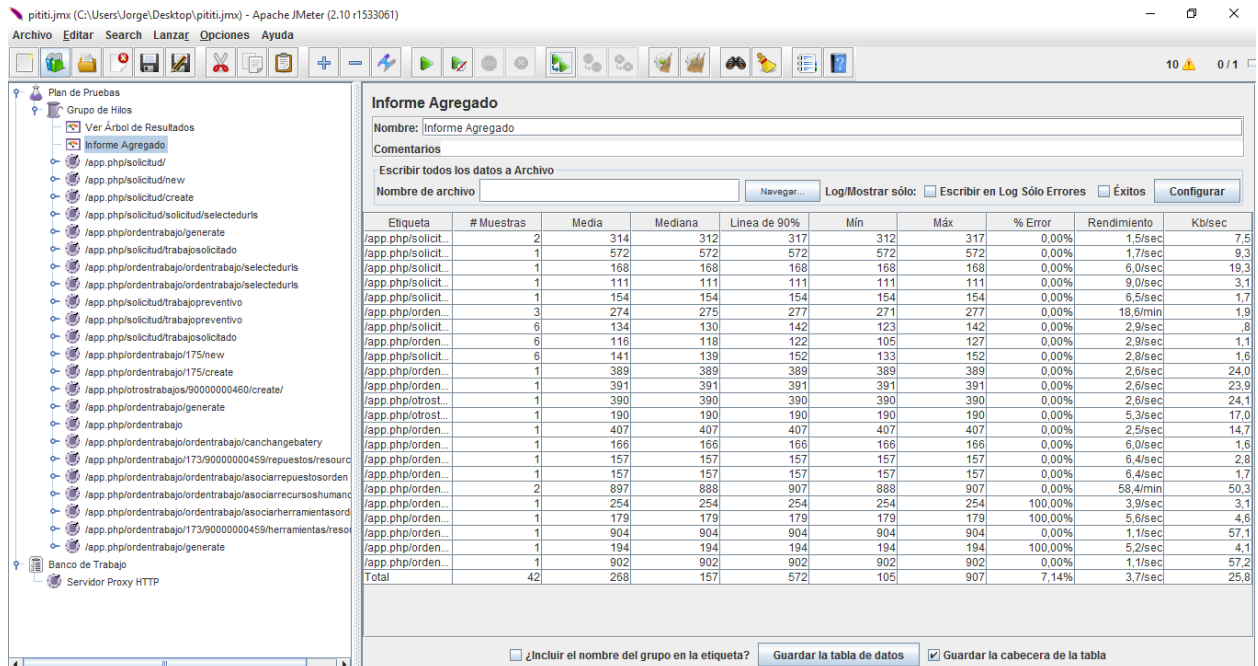 pititi.jmx (C:\Users\Jorge\Desktop\pititi.jmx) - Apache JMeter (2.10 r1533061)
Archivo Editar Search Lanzar Opciones Ayuda
10 0 / 1
Plan de Pruebas
Grupo de Hilos
Ver Árbol de Resultados
Informe Agregado
/app.php/solicitud/
/app.php/solicitud/new
/app.php/solicitud/create
/app.php/solicitud/solicitud/selectedurls
/app.php/ordentrabajo/generate
/app.php/solicitud/trabajosolicitado
/app.php/ordentrabajo/ordentrabajo/selectedurls
/app.php/ordentrabajo/ordentrabajo/selectedurls
/app.php/solicitud/trabajopreventivo
/app.php/solicitud/trabajopreventivo
/app.php/solicitud/trabajosolicitado
/app.php/ordentrabajo/175/new
/app.php/ordentrabajo/175/create
/app.php/otrostrabajos/90000000460/create/
/app.php/ordentrabajo/generate
/app.php/ordentrabajo
/app.php/ordentrabajo/ordentrabajo/canchangebatery
/app.php/ordentrabajo/173/90000000459/repuestos/resourc
/app.php/ordentrabajo/ordentrabajo/asociarrepuestosorden
/app.php/ordentrabajo/ordentrabajo/asociarrecursoshumano
/app.php/ordentrabajo/ordentrabajo/asociarherramientasord
/app.php/ordentrabajo/173/90000000459/herramientas/resou
/app.php/ordentrabajo/generate
Banco de Trabajo
Servidor Proxy HTTP
Informe Agregado
Nombre: Informe Agregado
Comentarios
Escribir todos los datos a Archivo
Nombre de archivo Navegar... Log/Mostrar sólo: Escribir en Log Sólo Errores Éxitos Configurar
Etiqueta # Muestras Media Mediana Linea de 90% Mín Máx % Error Rendimiento Kb/sec
/app.php/solicit... 2 314 312 317 312 317 0,00% 1,5/sec 7,5
/app.php/solicit... 1 572 572 572 572 572 0,00% 1,7/sec 9,3
/app.php/solicit... 1 168 168 168 168 168 0,00% 6,0/sec 19,3
/app.php/solicit... 1 111 111 111 111 111 0,00% 9,0/sec 3,1
/app.php/solicit... 1 154 154 154 154 154 0,00% 6,5/sec 1,7
/app.php/orden... 3 274 275 277 271 277 0,00% 18,6/min 1,9
/app.php/solicit... 6 134 130 142 123 142 0,00% 2,9/sec ,8
/app.php/orden... 6 116 118 122 105 127 0,00% 2,9/sec 1,1
/app.php/solicit... 6 141 139 152 133 152 0,00% 2,8/sec 1,6
/app.php/orden... 1 389 389 389 389 389 0,00% 2,6/sec 24,0
/app.php/orden... 1 391 391 391 391 391 0,00% 2,6/sec 23,9
/app.php/otrost... 1 390 390 390 390 390 0,00% 2,6/sec 24,1
/app.php/otrost... 1 190 190 190 190 190 0,00% 5,3/sec 17,0
/app.php/orden... 1 407 407 407 407 407 0,00% 2,5/sec 14,7
/app.php/orden... 1 166 166 166 166 166 0,00% 6,0/sec 1,6
/app.php/orden... 1 157 157 157 157 157 0,00% 6,4/sec 2,8
/app.php/orden... 1 157 157 157 157 157 0,00% 6,4/sec 1,7
/app.php/orden... 2 897 888 907 888 907 0,00% 58,4/min 50,3
/app.php/orden... 1 254 254 254 254 254 100,00% 3,9/sec 3,1
/app.php/orden... 1 179 179 179 179 179 100,00% 5,6/sec 4,6
/app.php/orden... 1 904 904 904 904 904 0,00% 1,1/sec 57,1
/app.php/orden... 1 194 194 194 194 194 100,00% 5,2/sec 4,1
/app.php/orden... 1 902 902 902 902 902 0,00% 1,1/sec 57,2
Total 42 268 157 572 105 907 7,14% 3,7/sec 25,8
¿Incluir el nombre del grupo en la etiqueta? Guardar la tabla de datos Guardar la cabecera de la tabla